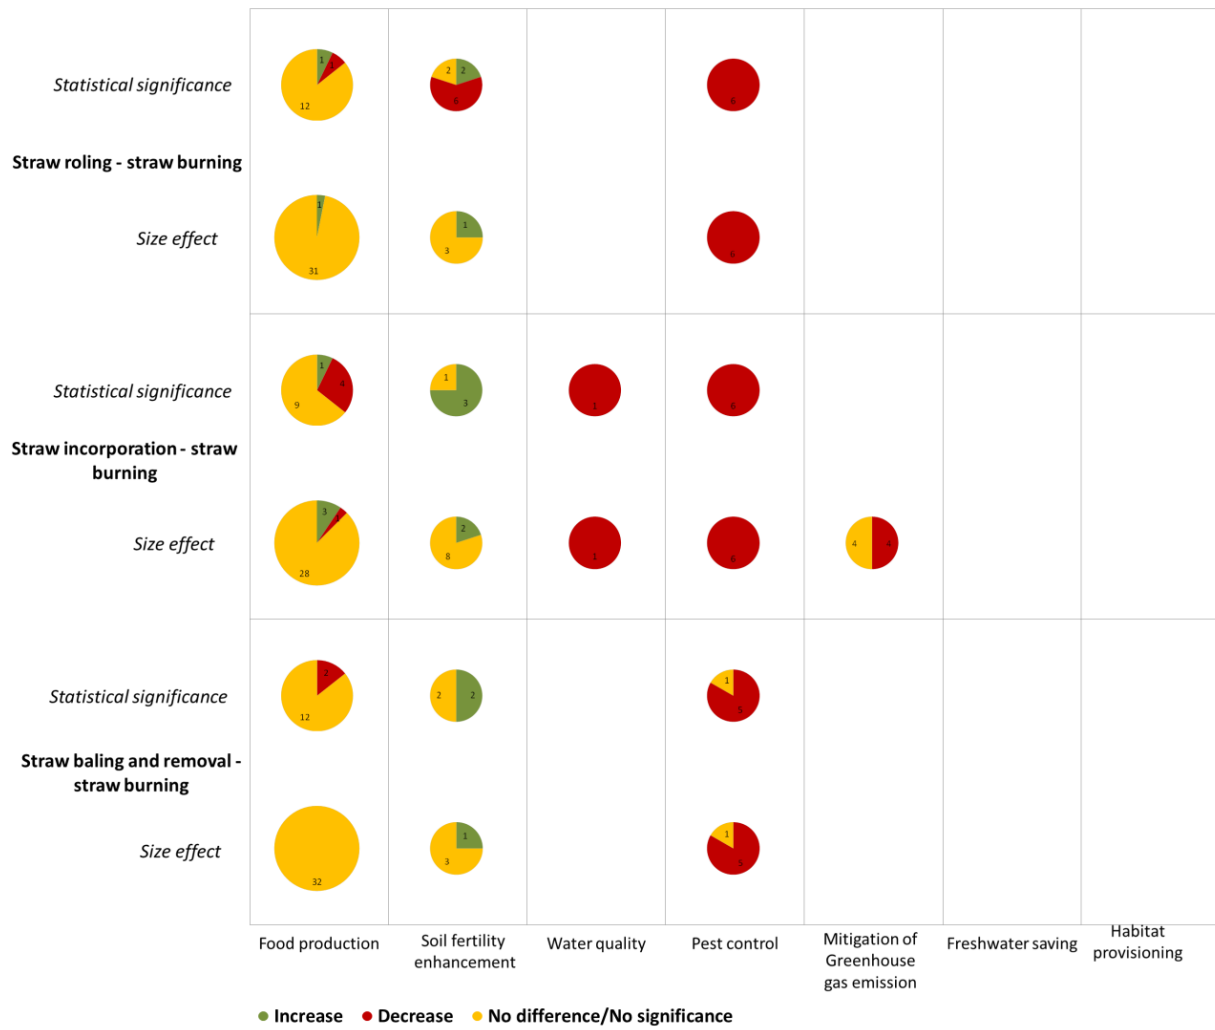 Statistical significance
1
12
2 2
6
6
Straw roling - straw burning
Size effect
1
31
1
3
6
Statistical significance
1
4
9
1
3
1
6
Straw incorporation - straw
burning
Size effect
3
28
2
8
1
6
4 4
Statistical significance
2
12
2 2
1
5
Straw baling and removal -
straw burning
Size effect
32
1
3
1
5
Food production
Soil fertility
enhancement
Water quality
Pest control
Mitigation of
Greenhouse
gas emission
Freshwater saving
Habitat
provisioning
Increase Decrease No difference/No significance